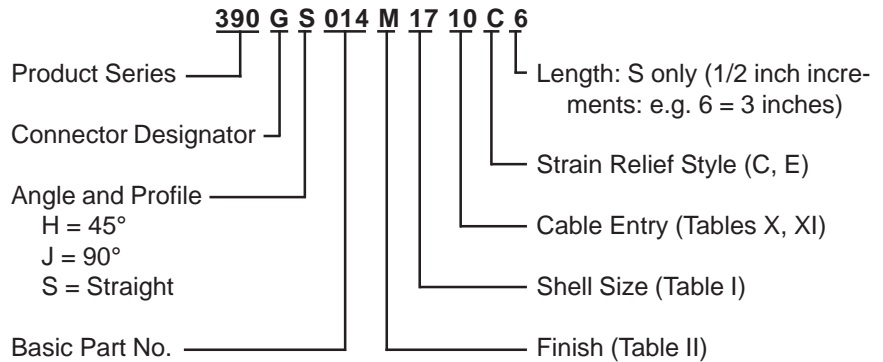 390 G S 014 M 17 10 C 6
Product Series
Connector Designator
Angle and Profile
H = 45°
J = 90°
S = Straight
Basic Part No.
Length: S only (1/2 inch incre-
ments: e.g. 6 = 3 inches)
Strain Relief Style (C, E)
Cable Entry (Tables X, XI)
Shell Size (Table I)
Finish (Table II)